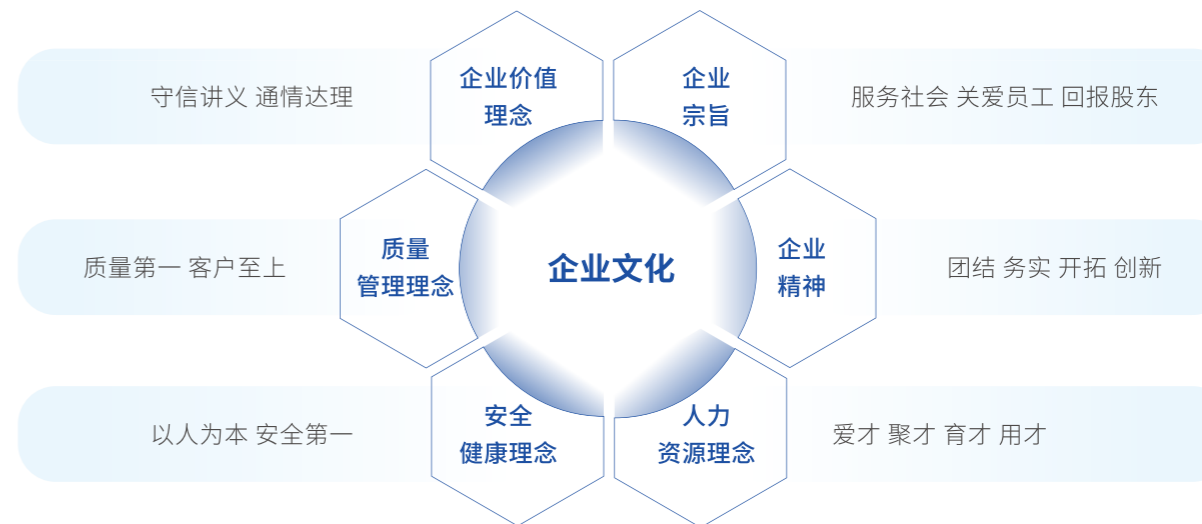 守信讲义 通情达理
企业价值
理念
企业
宗旨
服务社会 关爱员工 回报股东
质量第一 客户至上
质量
管理理念
企业文化
企业
精神
团结 务实 开拓 创新
以人为本 安全第一
安全
健康理念
人力
资源理念
爱才 聚才 育才 用才